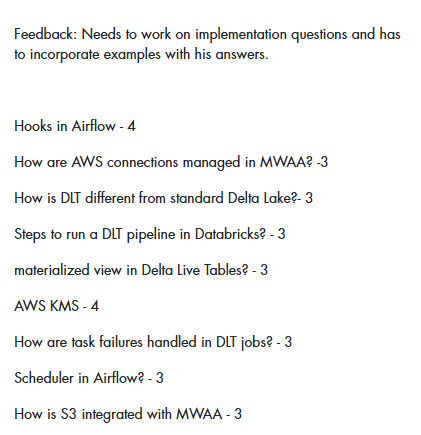 Feedback: Needs to work on implementation questions and has
to incorporate examples with his answers.
Hooks in Airflow - 4
How are AWS connections managed in MWAA? -3
How is DLT different from standard Delta Lake?- 3
Steps to run a DLT pipeline in Databricks? - 3
materialized view in Delta Live Tables? - 3
AWS KMS - 4
How are task failures handled in DLT jobs? - 3
Scheduler in Airflow? - 3
How is S3 integrated with MWAA - 3